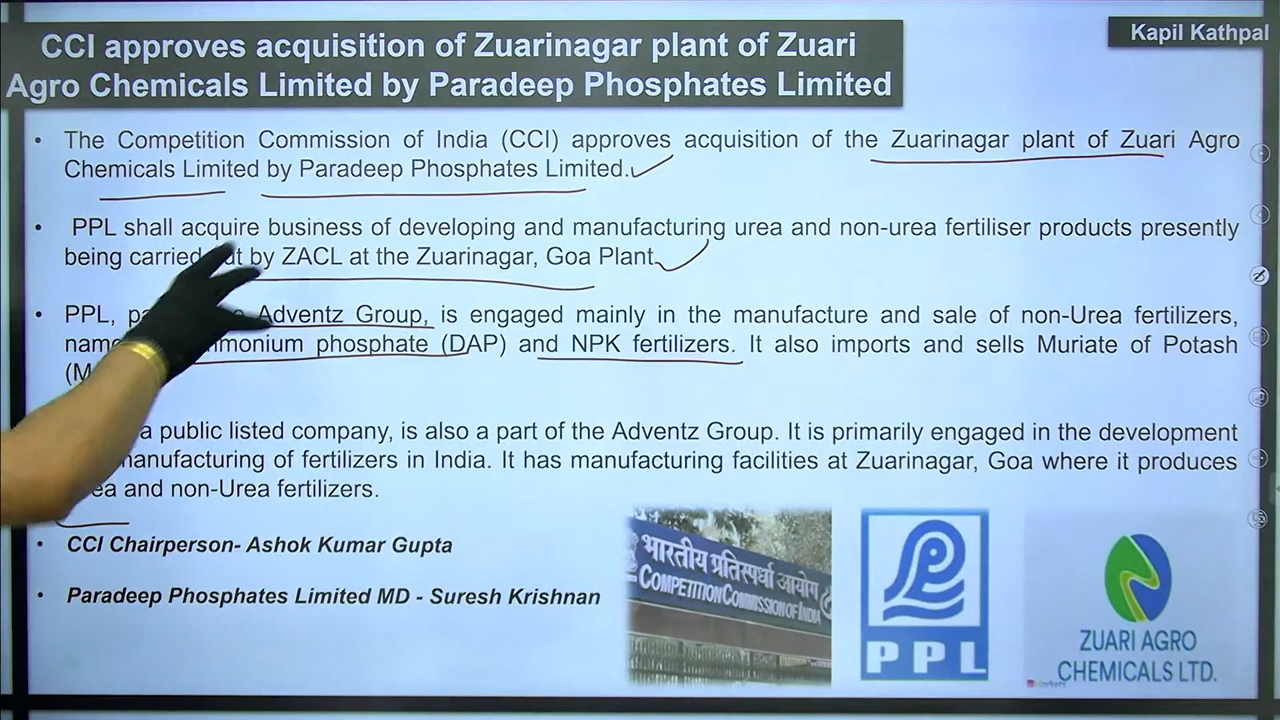 CCI approves acquisition of Zuarinagar plant of Zuari
Agro Chemicals Limited by Paradeep Phosphates Limited
Kapil Kathpal
• The Competition Commission of India (CCI) approves acquisition of the Zuarinagar plant of Zuari Agro
Chemicals Limited by Paradeep Phosphates Limited.
• PPL shall acquire business of developing and manufacturing urea and non-urea fertiliser products presently
being carried by ZACL at the Zuarinagar, Goa Plant.
• PPL, Adventz Group, is engaged mainly in the manufacture and sale of non-Urea fertilizers,
phosphate (DAP) and NPK fertilizers. It also imports and sells Muriate of Potash
a public listed company, is also a part of the Adventz Group. It is primarily engaged in the development
manufacturing of fertilizers in India. It has manufacturing facilities at Zuarinagar, Goa where it produces
and non-Urea fertilizers.
• CCI Chairperson- Ashok Kumar Gupta
• Paradeep Phosphates Limited MD - Suresh Krishnan
भारतीय प्रतिस्पर्धा आयोग
COMPETITION COMMISSION OF INDIA
PPL
ZUARI AGRO
CHEMICALS LTD.